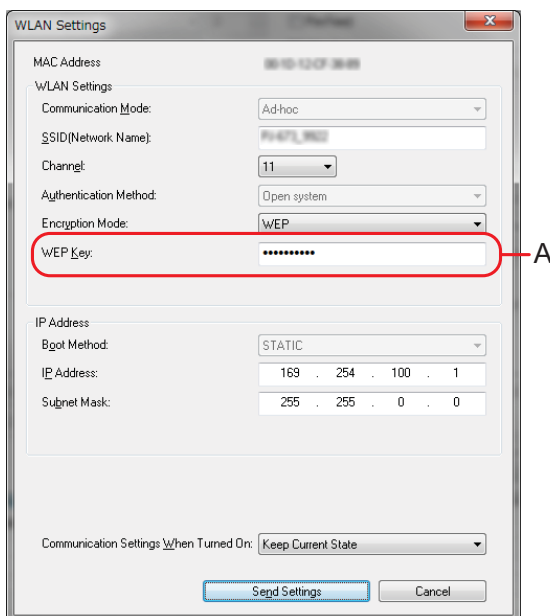 WLAN Settings
MAC Address
WLAN Settings
Communication Mode: Ad-hoc
SSID(Network Name):
Channel: 11
Authentication Method: Open system
Encryption Mode: WEP
WEP Key: ••••••••••
A
IP Address
Boot Method: STATIC
IP Address: 169 . 254 . 100 . 1
Subnet Mask: 255 . 255 . 0 . 0
Communication Settings When Turned On: Keep Current State
Send Settings Cancel